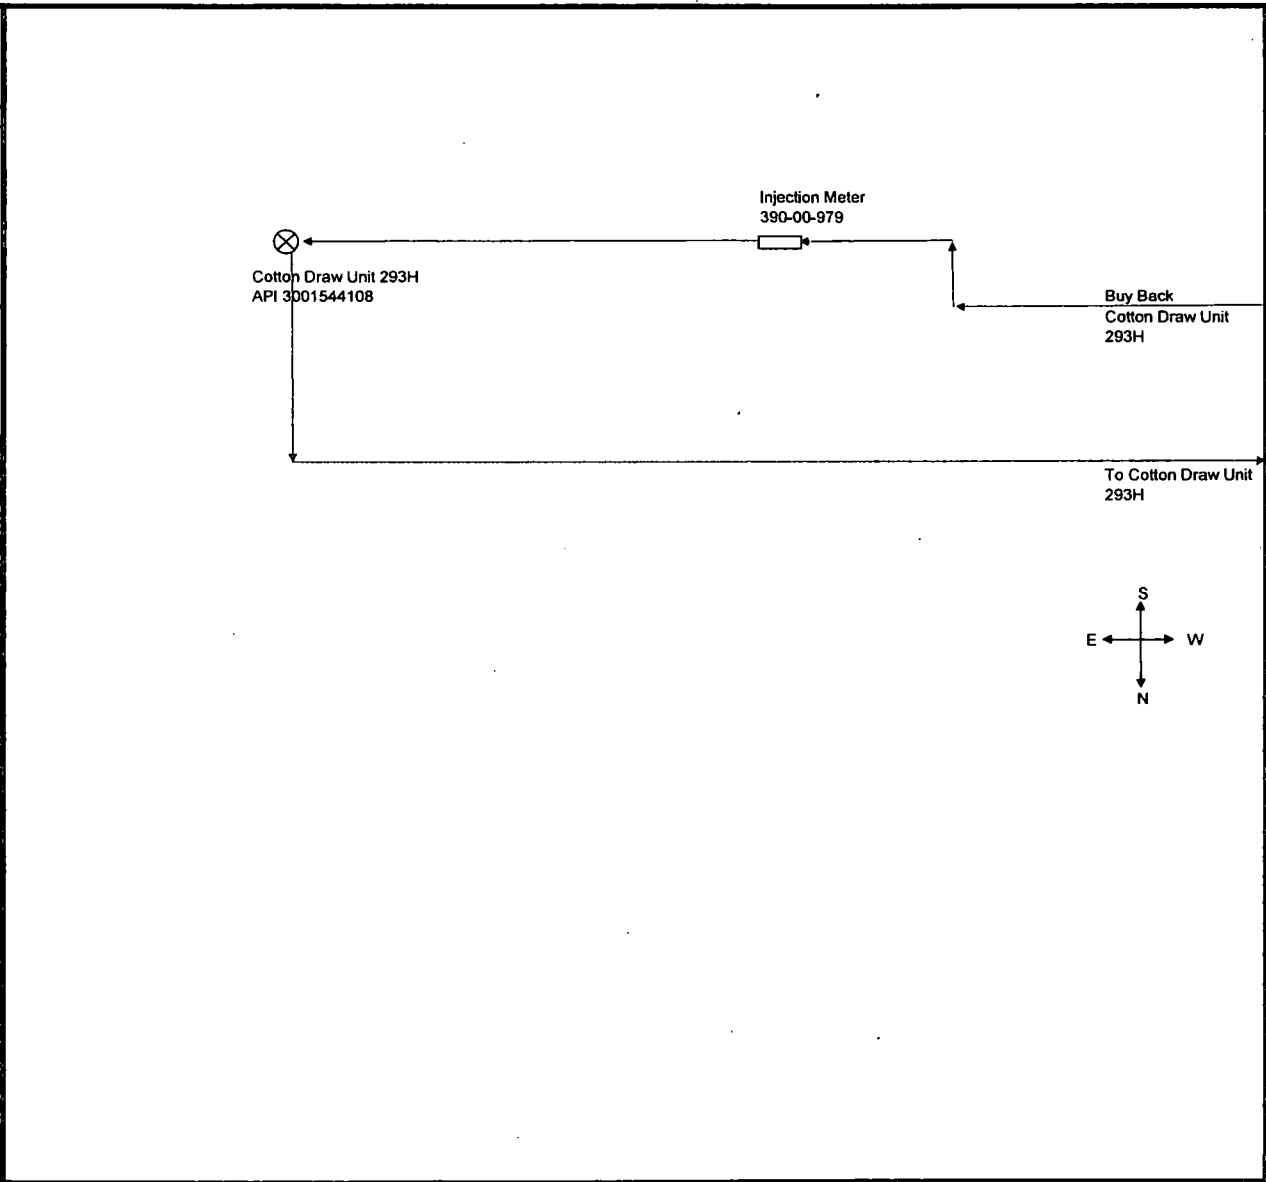 Injection Meter
390-00-979
Cotton Draw Unit 293H
API 3001544108
Buy Back
Cotton Draw Unit
293H
To Cotton Draw Unit
293H
S
E W
N